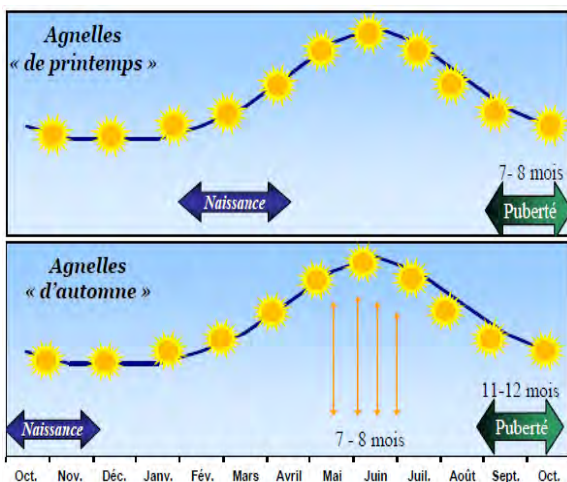 Agnelles
« de printemps »
7- 8 mois
Naissance
Puberté
Agnelles
« d'automne »
11-12 mois
Naissance
Puberté
7 - 8 mois
Oct. Nov. Déc. Janv. Fév. Mars Avril Mai Juin Juil. Août Sept. Oct.